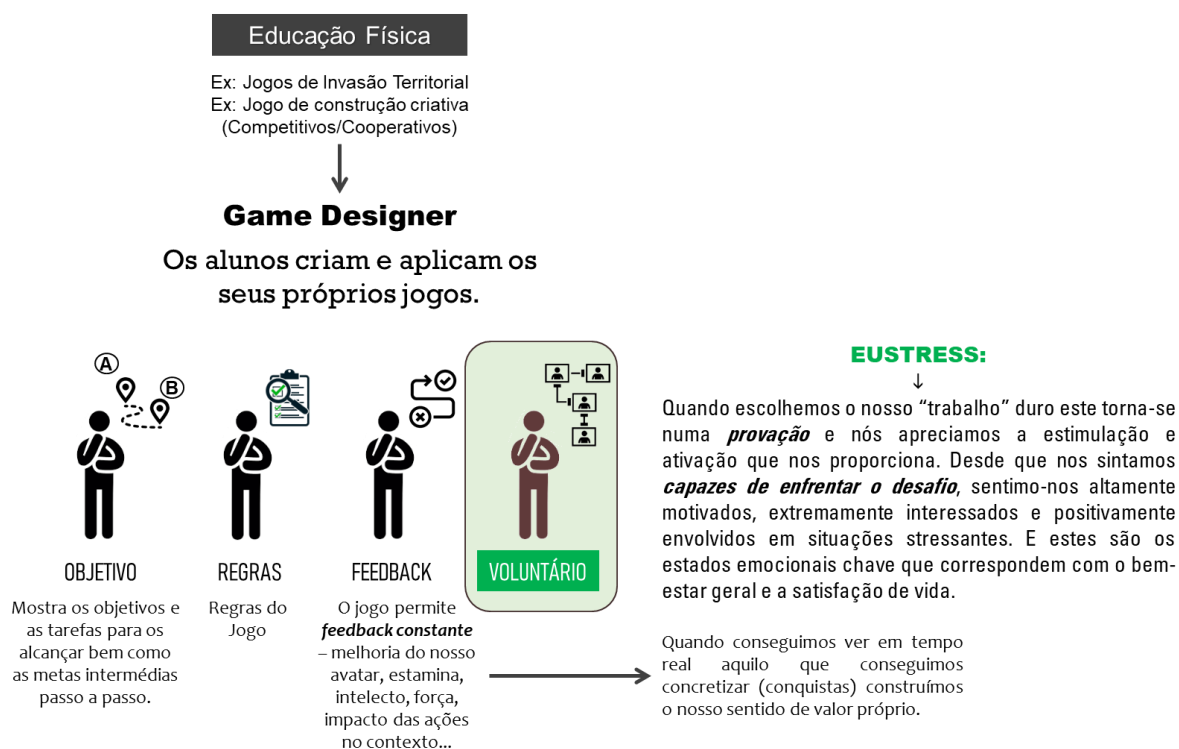 Educação Física
Ex: Jogos de Invasão Territorial
Ex: Jogo de construção criativa
(Competitivos/Cooperativos)
Game Designer
Os alunos criam e aplicam os
seus próprios jogos.
A
B
OBJETIVO
Mostra os objetivos e
as tarefas para os
alcançar bem como
as metas intermédias
passo a passo.
REGRAS
Regras do
Jogo
FEEDBACK
O jogo permite
feedback constante
– melhoria do nosso
avatar, estamina,
intelecto, força,
impacto das ações
no contexto...
VOLUNTÁRIO
EUSTRESS:
Quando escolhemos o nosso “trabalho” duro este torna-se
numa provação e nós apreciamos a estimulação e
ativação que nos proporciona. Desde que nos sintamos
capazes de enfrentar o desafio, sentimo-nos altamente
motivados, extremamente interessados e positivamente
envolvidos em situações stressantes. E estes são os
estados emocionais chave que correspondem com o bem-
estar geral e a satisfação de vida.
Quando conseguimos ver em tempo
real aquilo que conseguimos
concretizar (conquistas) construímos
o nosso sentido de valor próprio.